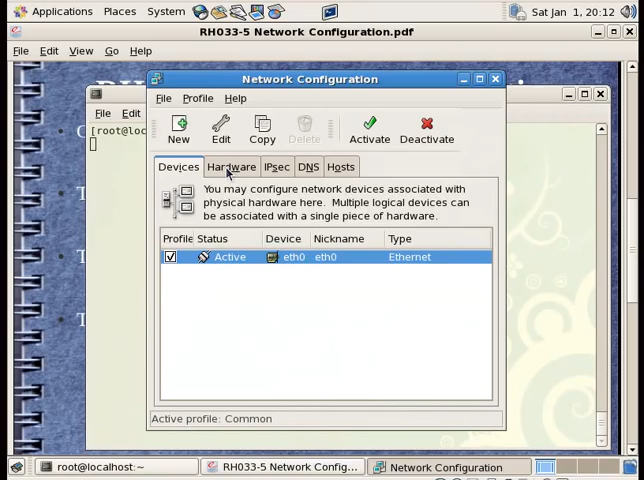 Applications Places System Sat Jan 1, 20:12
RH033-5 Network Configuration.pdf
File Edit View Go Help
Network Configuration
File Edit
File Profile Help
[root@loc
New Edit Copy Delete Activate Deactivate
Devices Hardware IPsec DNS Hosts
You may configure network devices associated with
physical hardware here. Multiple logical devices can
be associated with a single piece of hardware.
Profile Status Device Nickname Type
Active eth0 eth0 Ethernet
Active profile: Common
root@localhost:~ RH033-5 Network Config... Network Configuration